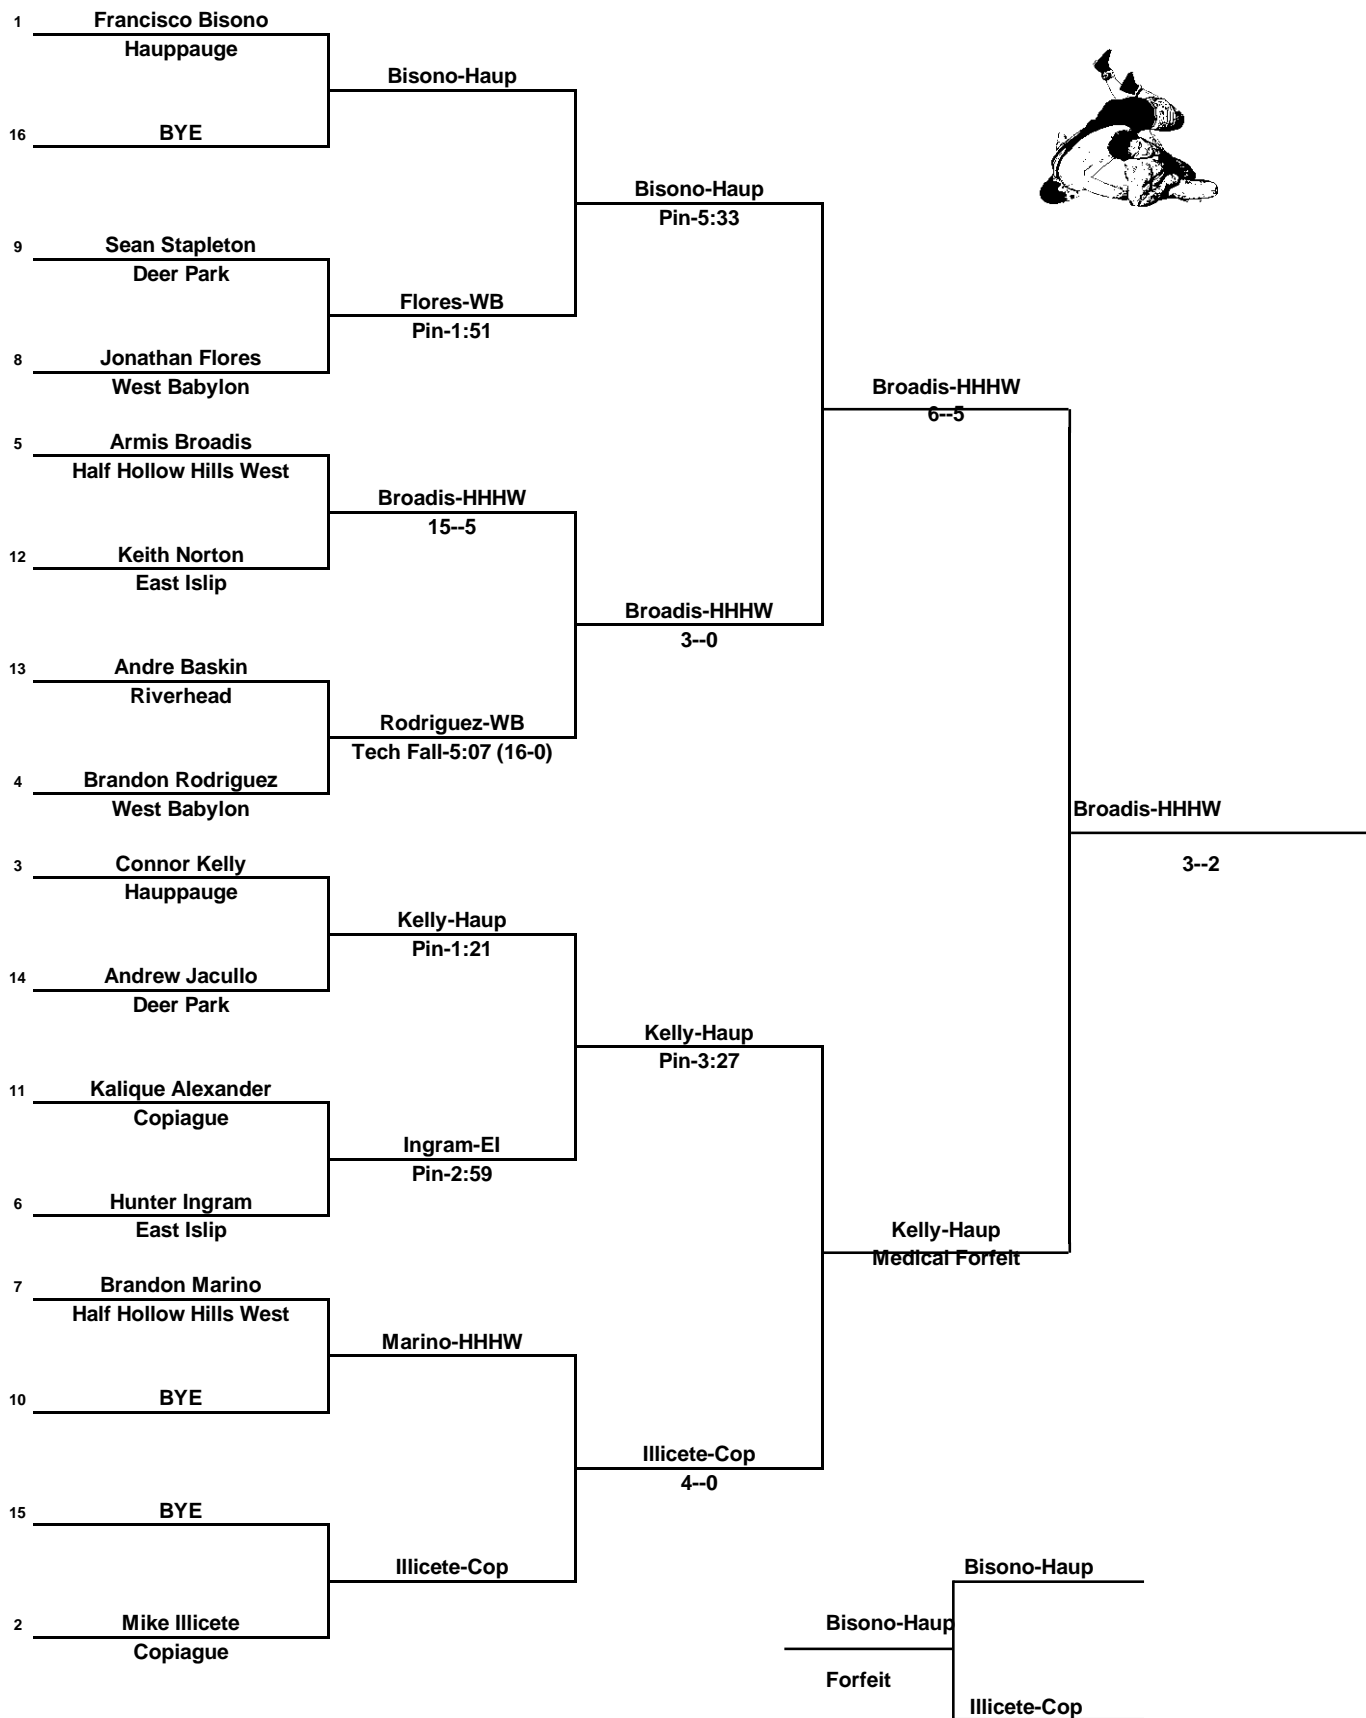 1 Francisco Bisono
Hauppauge
Bisono-Haup
16 BYE
Bisono-Haup
Pin-5:33
9 Sean Stapleton
Deer Park
Flores-WB
Pin-1:51
8 Jonathan Flores
West Babylon
Broadis-HHHW
6--5
5 Armis Broadis
Half Hollow Hills West
Broadis-HHHW
15--5
12 Keith Norton
East Islip
Broadis-HHHW
3--0
13 Andre Baskin
Riverhead
Rodriguez-WB
Tech Fall-5:07 (16-0)
4 Brandon Rodriguez
West Babylon
Broadis-HHHW
3--2
3 Connor Kelly
Hauppauge
Kelly-Haup
Pin-1:21
14 Andrew Jacullo
Deer Park
Kelly-Haup
Pin-3:27
11 Kalique Alexander
Copiague
Ingram-EI
Pin-2:59
6 Hunter Ingram
East Islip
Kelly-Haup
Medical Forfeit
7 Brandon Marino
Half Hollow Hills West
Marino-HHHW
10 BYE
Illicete-Cop
4--0
15 BYE
Illicete-Cop
2 Mike Illicete
Copiague
Bisono-Haup
Bisono-Haup
Forfeit
Illicete-Cop